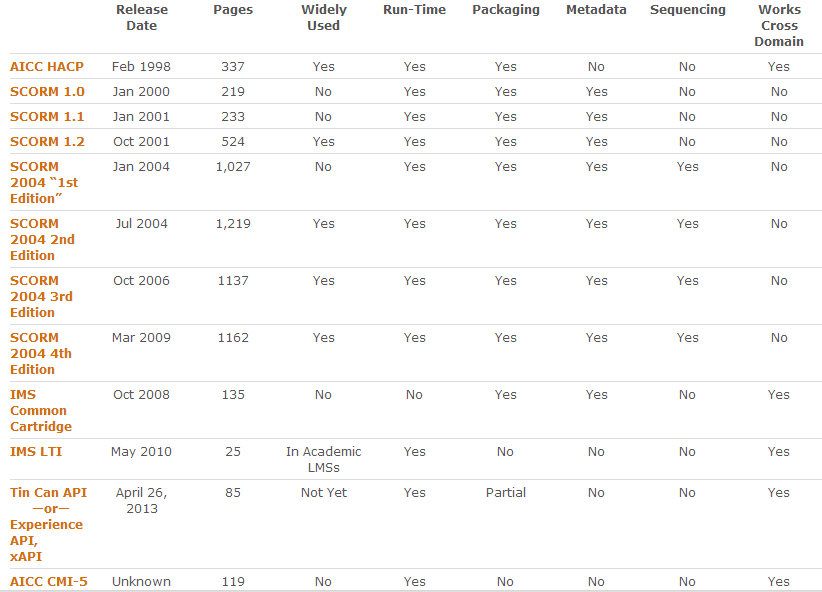 Release Date Pages Widely Used Run-Time Packaging Metadata Sequencing Works Cross Domain
AICC HACP Feb 1998 337 Yes Yes Yes No No Yes
SCORM 1.0 Jan 2000 219 No Yes Yes Yes No No
SCORM 1.1 Jan 2001 233 No Yes Yes Yes No No
SCORM 1.2 Oct 2001 524 Yes Yes Yes Yes No No
SCORM 2004 “1st Edition” Jan 2004 1,027 No Yes Yes Yes Yes No
SCORM 2004 2nd Edition Jul 2004 1,219 Yes Yes Yes Yes Yes No
SCORM 2004 3rd Edition Oct 2006 1137 Yes Yes Yes Yes Yes No
SCORM 2004 4th Edition Mar 2009 1162 Yes Yes Yes Yes Yes No
IMS Common Cartridge Oct 2008 135 No No Yes Yes No Yes
IMS LTI May 2010 25 In Academic LMSs Yes No No No Yes
Tin Can API —or— Experience API, xAPI April 26, 2013 85 Not Yet Yes Partial No No Yes
AICC CMI-5 Unknown 119 No Yes No No No Yes